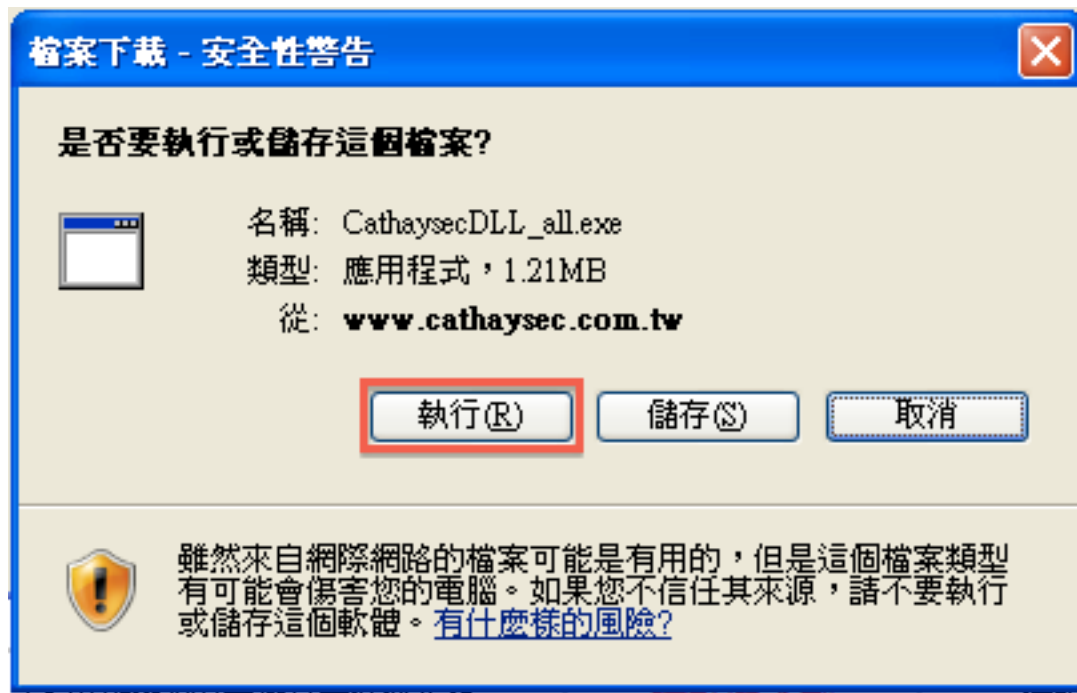 檔案下載 - 安全性警告
是否要執行或儲存這個檔案?
名稱: CathaysecDLL_all.exe
類型: 應用程式，1.21MB
從: www.cathaysec.com.tw
執行(R) 儲存(S) 取消
雖然來自網際網路的檔案可能是有用的，但是這個檔案類型
有可能會傷害您的電腦。如果您不信任其來源，請不要執行
或儲存這個軟體。有什麼樣的風險?